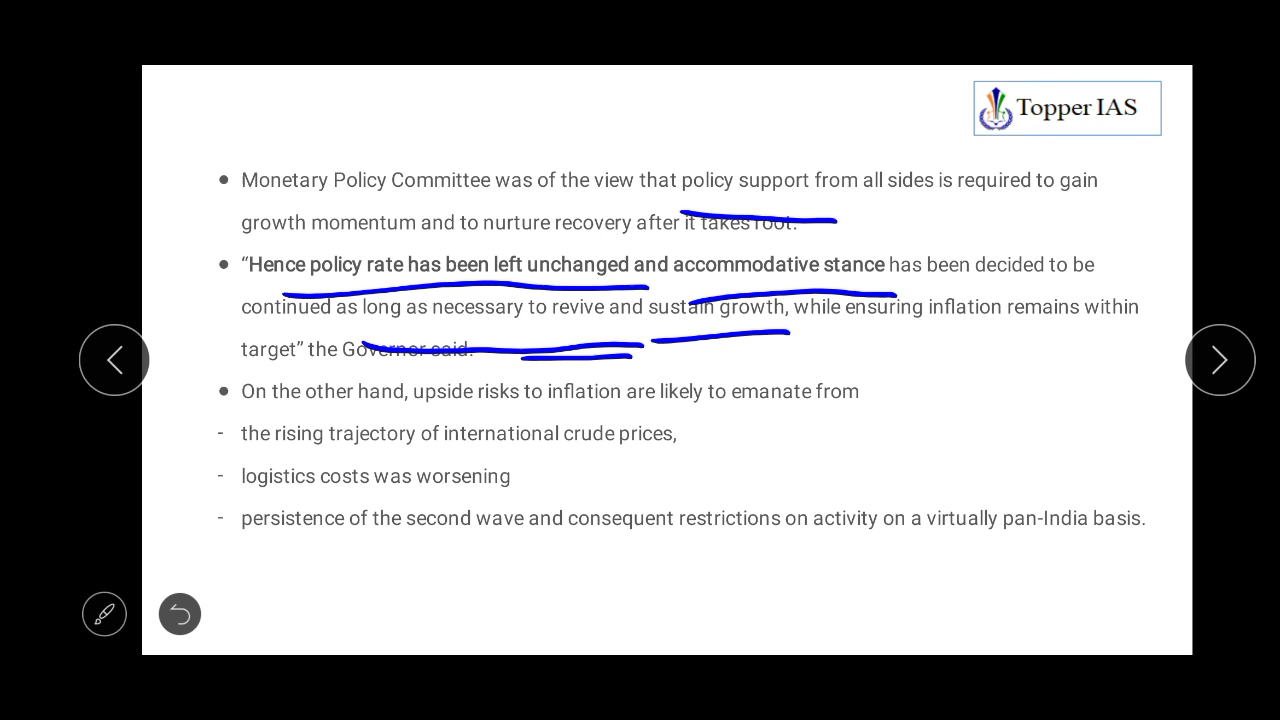 Topper IAS
● Monetary Policy Committee was of the view that policy support from all sides is required to gain
growth momentum and to nurture recovery after it takes root.
● “Hence policy rate has been left unchanged and accommodative stance has been decided to be
continued as long as necessary to revive and sustain growth, while ensuring inflation remains within
target” the Governor said.
● On the other hand, upside risks to inflation are likely to emanate from
- the rising trajectory of international crude prices,
- logistics costs was worsening
- persistence of the second wave and consequent restrictions on activity on a virtually pan-India basis.